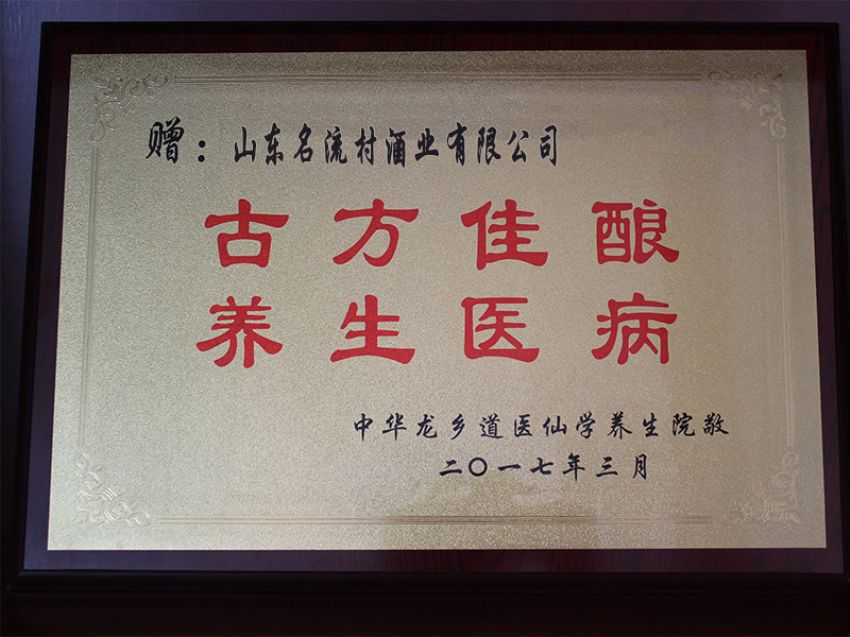 赠：山东名流村酒业有限公司
古方佳酿
养生医病
中华龙乡道医仙学养生院敬
二〇一七年三月